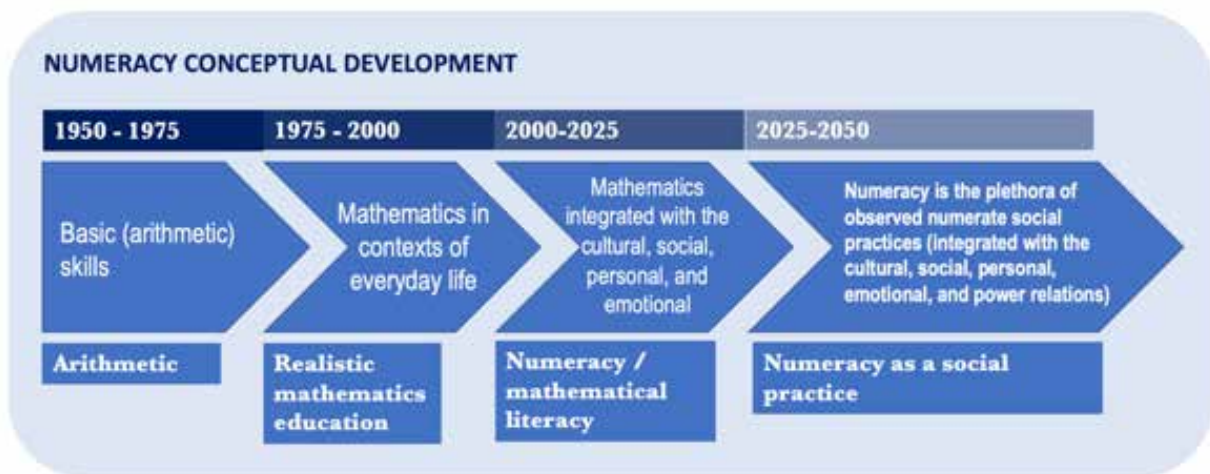 NUMERACY CONCEPTUAL DEVELOPMENT
1950 - 1975
1975 - 2000
2000-2025
2025-2050
Basic (arithmetic)
skills
Mathematics in
contexts of
everyday life
Mathematics
integrated with the
cultural, social,
personal, and
emotional
Numeracy is the plethora of
observed numerate social
practices (integrated with the
cultural, social, personal,
emotional, and power relations)
Arithmetic
Realistic
mathematics
education
Numeracy /
mathematical
literacy
Numeracy as a social
practice